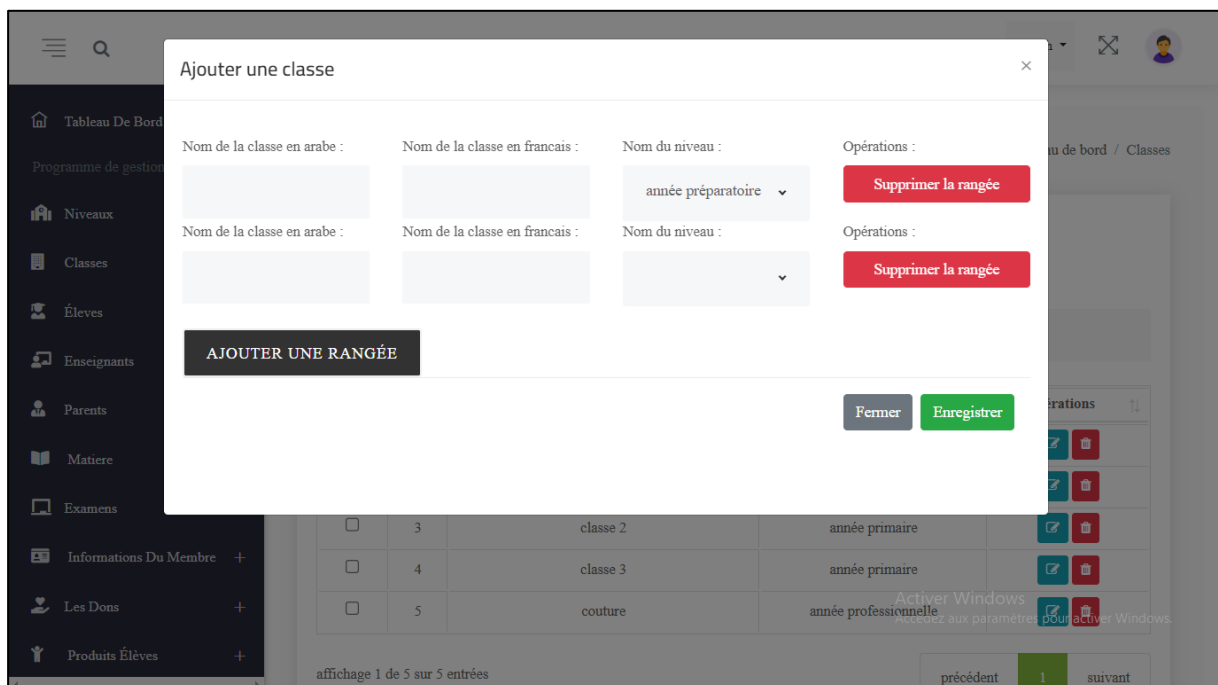 Ajouter une classe ×
Tableau De Bord
Nom de la classe en arabe : Nom de la classe en francais : Nom du niveau : Opérations :
au de bord / Classes
Programme de gestion
année préparatoire Supprimer la rangée
Niveaux
Nom de la classe en arabe : Nom de la classe en francais : Nom du niveau : Opérations :
Classes
Supprimer la rangée
Éleves
AJOUTER UNE RANGÉE
Enseignants
Parents
Fermer Enregistrer
érations
Matiere
Examens
3 classe 2 année primaire
Informations Du Membre +
4 classe 3 année primaire
Les Dons +
5 couture année professionnelle
Activer Windows
Accédez aux paramètres pour activer Windows.
Produits Élèves +
affichage 1 de 5 sur 5 entrées
précédent 1 suivant